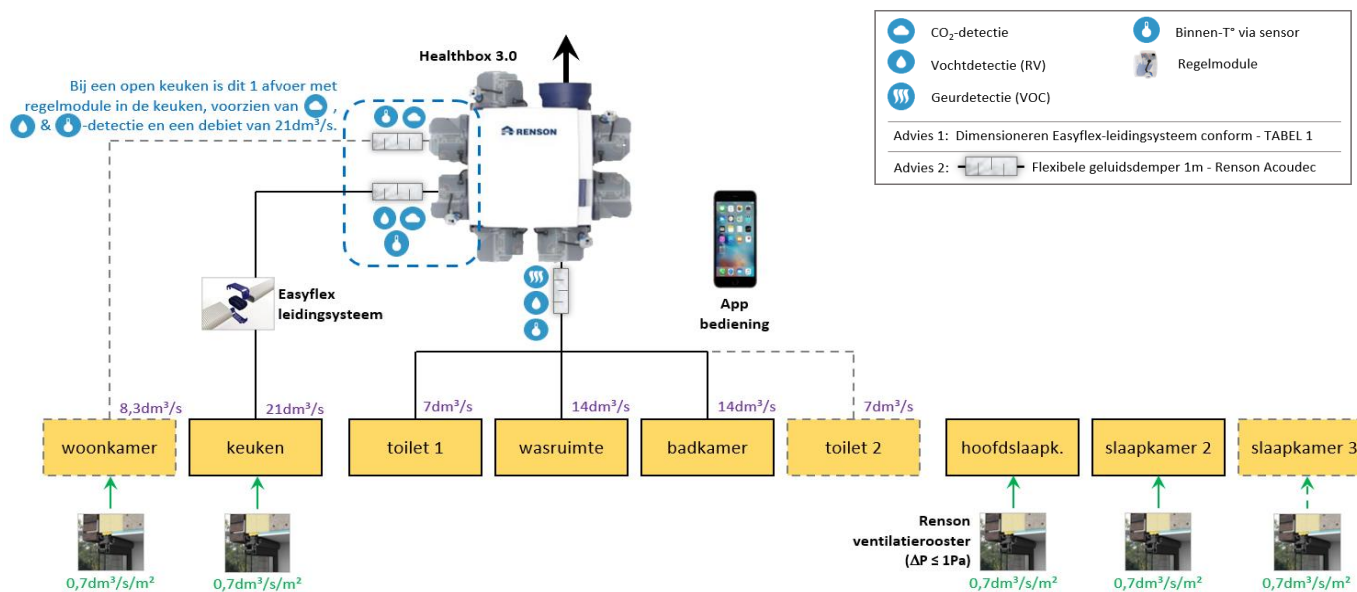 Healthbox 3.0
Bij een open keuken is dit 1 afvoer met
regelmodule in de keuken, voorzien van ,
& -detectie en een debiet van 21dm³/s.
RENSON
CO₂-detectie
Binnen-T° via sensor
Vochtdetectie (RV)
Regelmodule
Geurdetectie (VOC)
Advies 1: Dimensioneren Easyflex-leidingsysteem conform - TABEL 1
Advies 2: Flexibele geluidsdemper 1m - Renson Acoudec
Easyflex
leidingsysteem
App
bediening
8,3dm³/s
21dm³/s
7dm³/s
14dm³/s
14dm³/s
7dm³/s
woonkamer
keuken
toilet 1
wasruimte
badkamer
toilet 2
hoofdslaapk.
slaapkamer 2
slaapkamer 3
Renson
ventilatierooster
(ΔP ≤ 1Pa)
0,7dm³/s/m²
0,7dm³/s/m²
0,7dm³/s/m²
0,7dm³/s/m²
0,7dm³/s/m²